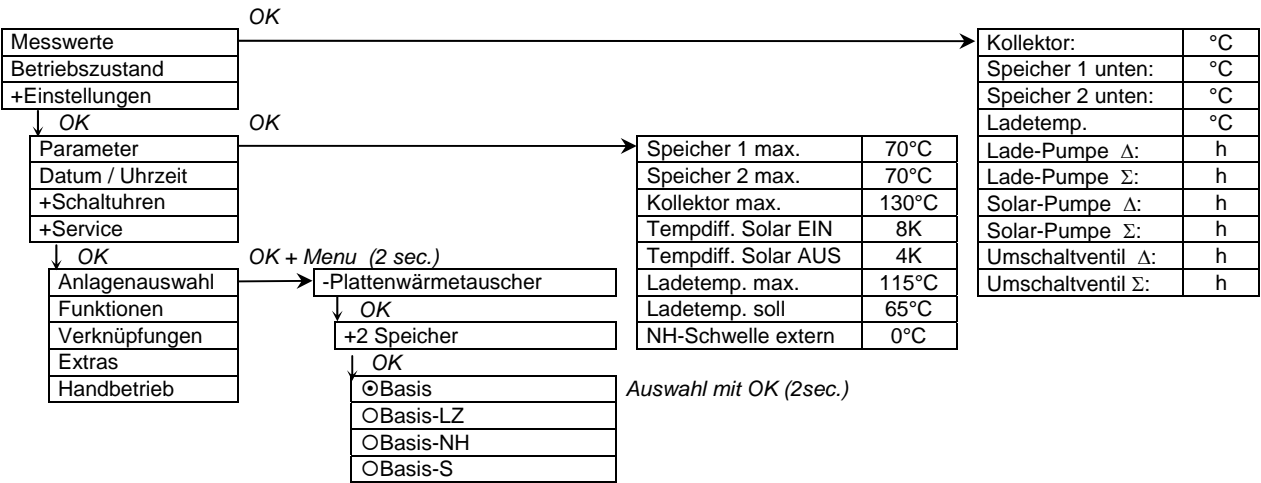 OK
Messwerte
Betriebszustand
+Einstellungen
OK
OK
Parameter
Datum / Uhrzeit
+Schaltuhren
+Service
OK
OK + Menu (2 sec.)
Anlagenauswahl
Funktionen
Verknüpfungen
Extras
Handbetrieb
-Plattenwärmetauscher
OK
+2 Speicher
OK
⊙Basis
○Basis-LZ
○Basis-NH
○Basis-S
Auswahl mit OK (2sec.)
Speicher 1 max. 70°C
Speicher 2 max. 70°C
Kollektor max. 130°C
Tempdiff. Solar EIN 8K
Tempdiff. Solar AUS 4K
Ladetemp. max. 115°C
Ladetemp. soll 65°C
NH-Schwelle extern 0°C
Kollektor: °C
Speicher 1 unten: °C
Speicher 2 unten: °C
Ladetemp. °C
Lade-Pumpe Δ: h
Lade-Pumpe Σ: h
Solar-Pumpe Δ: h
Solar-Pumpe Σ: h
Umschaltventil Δ: h
Umschaltventil Σ: h